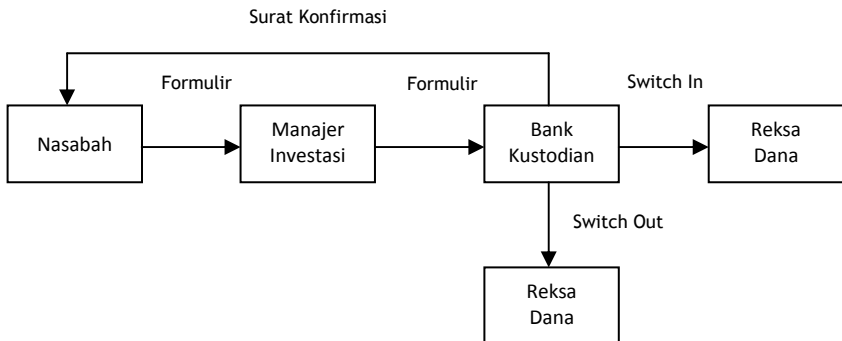 Surat Konfirmasi
Formulir
Formulir
Switch In
Nasabah
Manajer
Investasi
Bank
Kustodian
Reksa
Dana
Switch Out
Reksa
Dana